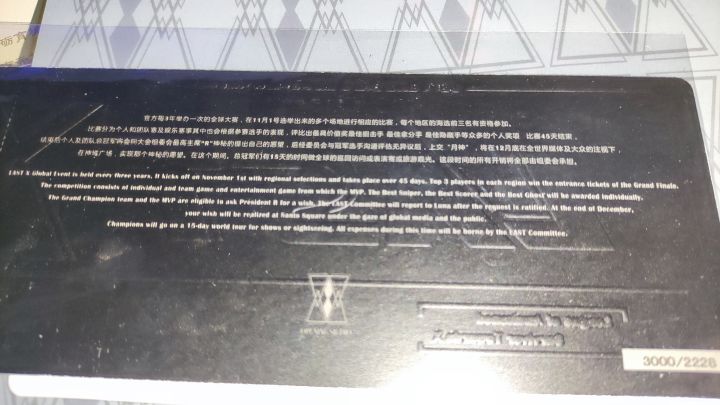 官方每3年举办一次的全球大赛，在11月1号选举出来的多个场地进行相应的比赛，每个地区的海选前三名有资格参加。
比赛分为个人和团队赛及娱乐赛事其中也会根据参赛选手的表现，评比出最高价值奖最佳狙击手 最佳拿分手 最佳隐藏手等众多的个人奖项 比赛45天结束，
结束后个人及团队总冠军将会向大会组委会最高主席"R"神秘的提出自己的愿望，后经委员会与冠军选手沟通评估无异议后，上交 "月神"，将在12月底在全世界媒体及大众的注视下，
在神维广场，实现那个神秘的愿望。在这个期间，总冠军们有15天的时间做全球的巡回访问或表演赛或旅游观光。这段时间的所有开销将全部由组委会承担。
LAST X Global Event is held every three years. It kicks off on November 1st with regional selections and takes place over 45 days. Top 3 players in each region win the entrance tickets of the Grand Finale.
The competition consists of individual and team game and entertainment game from which the MVP, The Best Sniper, the Best Scorer and the Best Ghost will be awarded individually.
The Grand Champion team and the MVP are eligible to ask President R for a wish. The LAST Committee will report to Luna after the request is ratified. At the end of December,
your wish will be realized at Sanin Square under the gaze of global media and the public.
Champions will go on a 15-day world tour for shows or sightseeing. All expenses during this time will be borne by the LAST Committee.
3000/2228